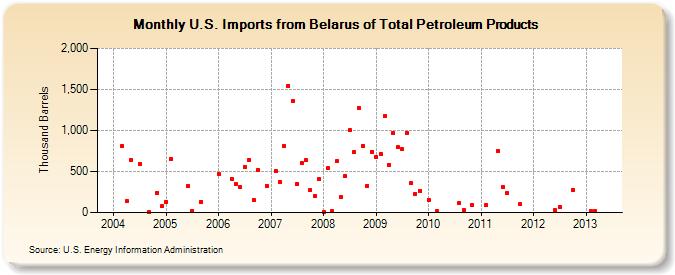 Monthly U.S. Imports from Belarus of Total Petroleum Products
Thousand Barrels
2,000
1,500
1,000
500
0
2004 2005 2006 2007 2008 2009 2010 2011 2012 2013
Source: U.S. Energy Information Administration